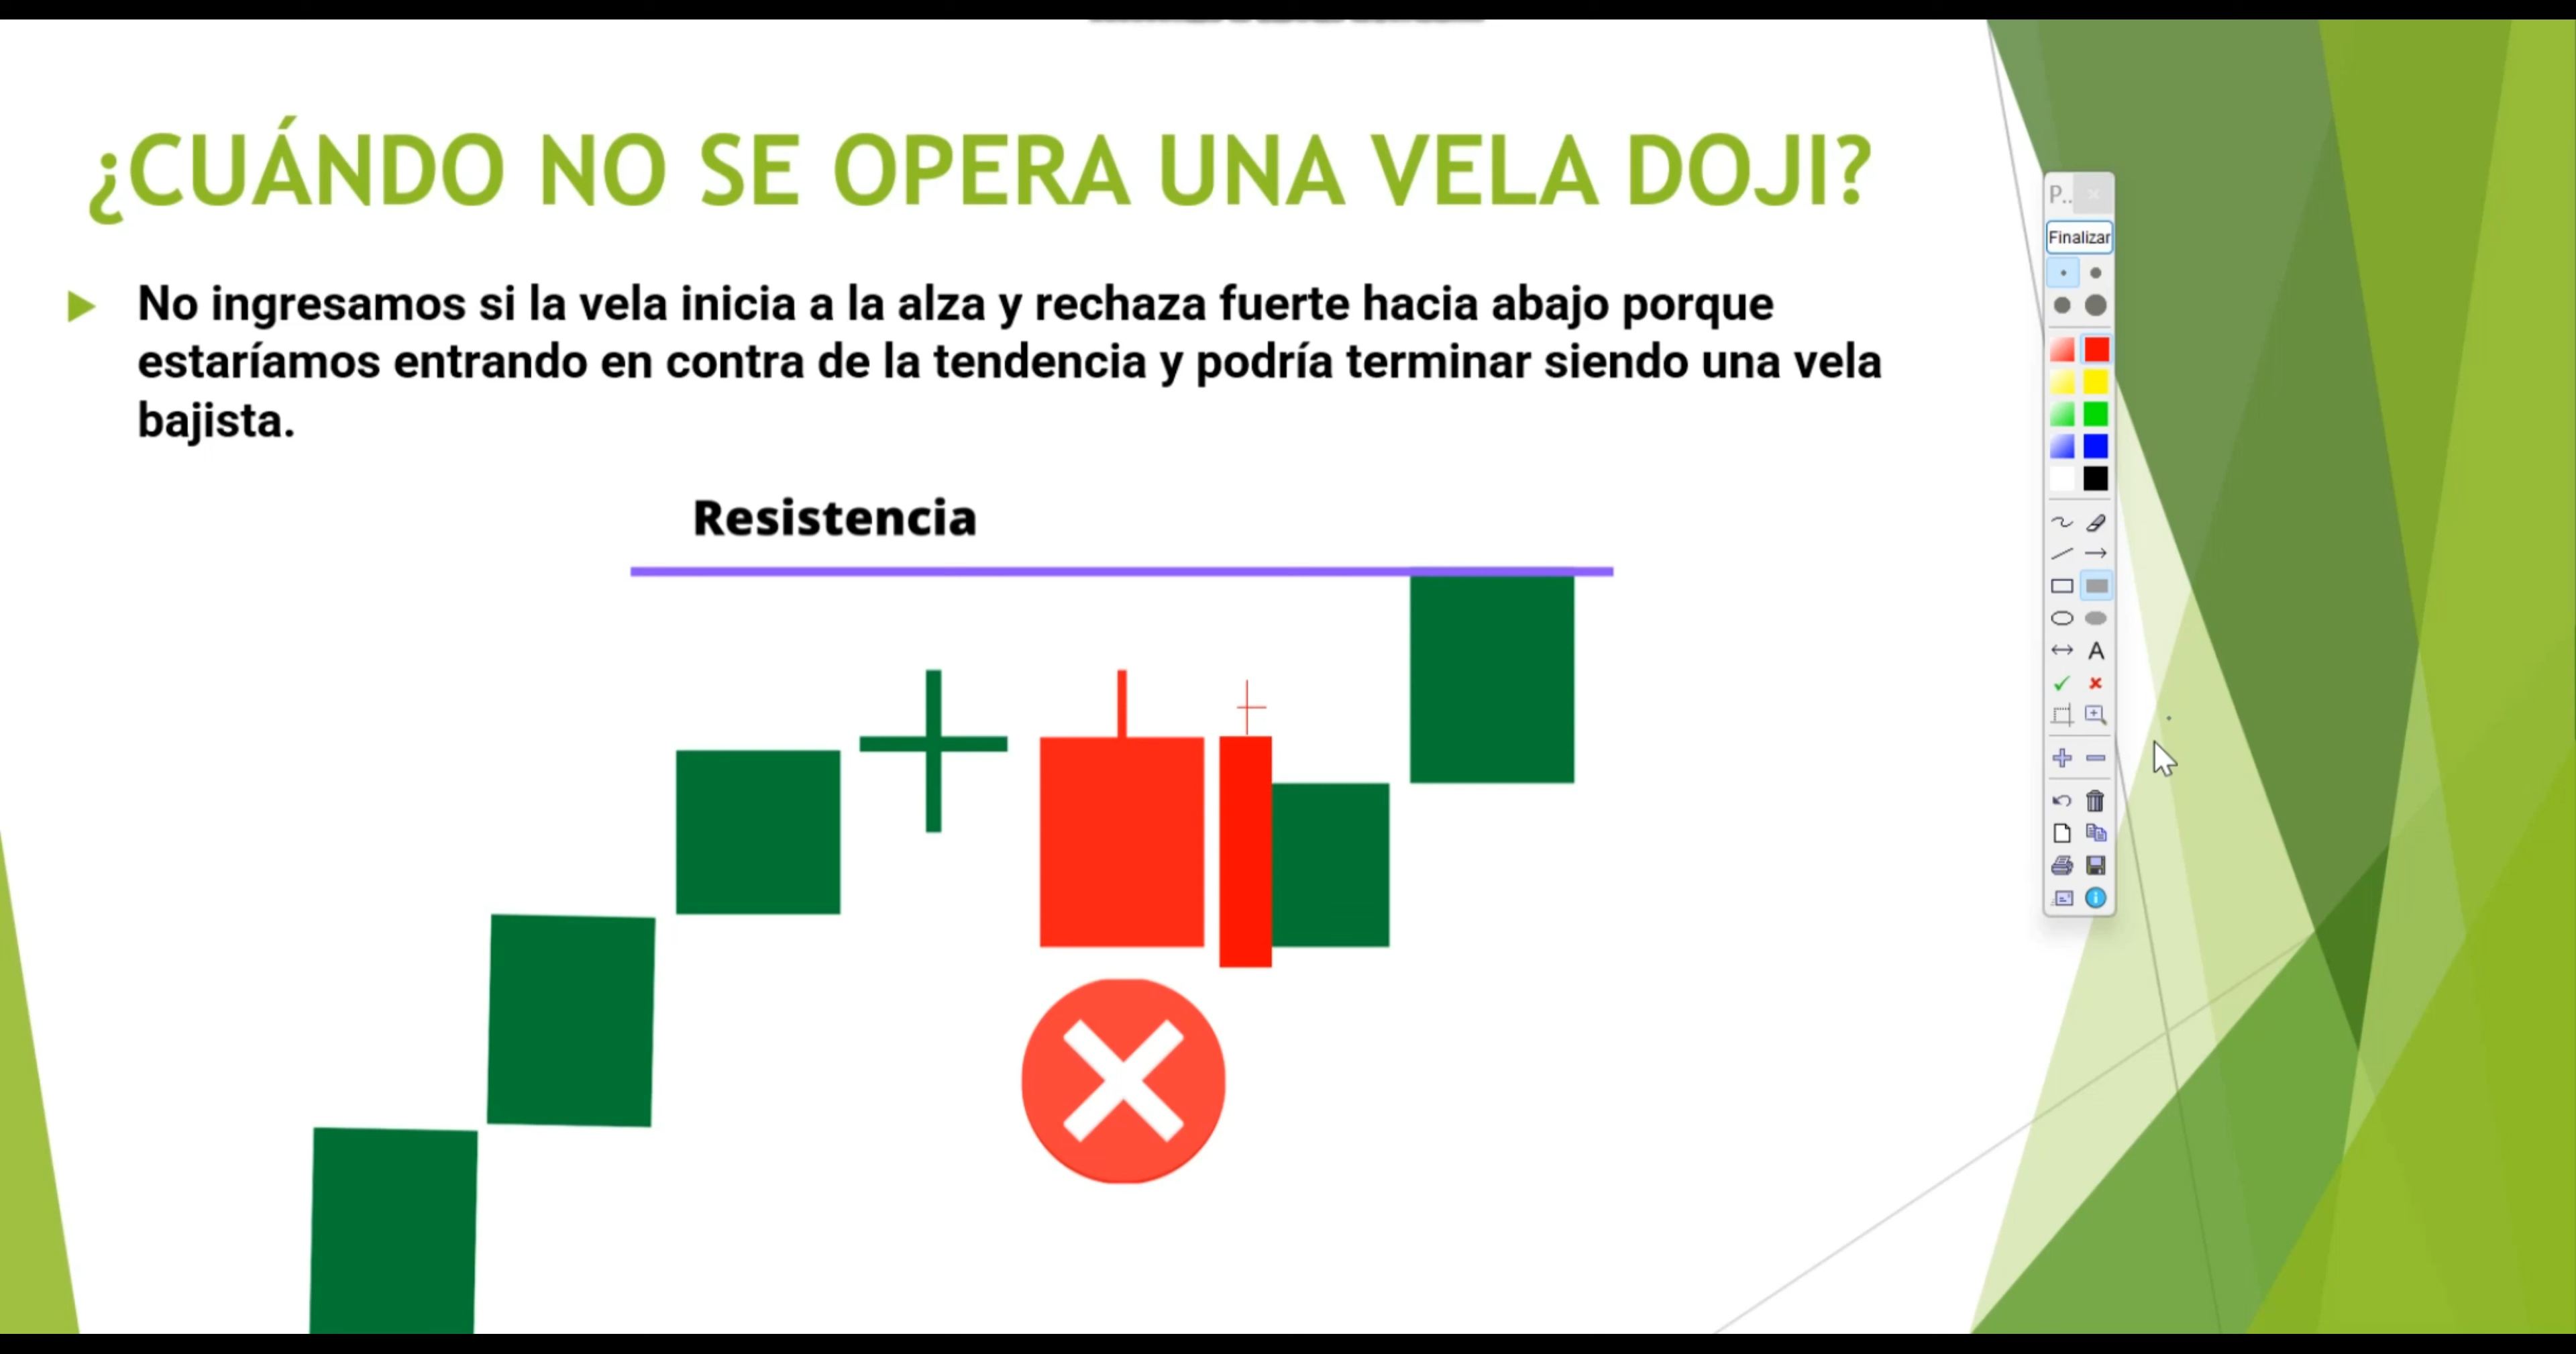 ¿CUÁNDO NO SE OPERA UNA VELA DOJI?
No ingresamos si la vela inicia a la alza y rechaza fuerte hacia abajo porque
estaríamos entrando en contra de la tendencia y podría terminar siendo una vela
bajista.
Resistencia
P..
Finalizar
A